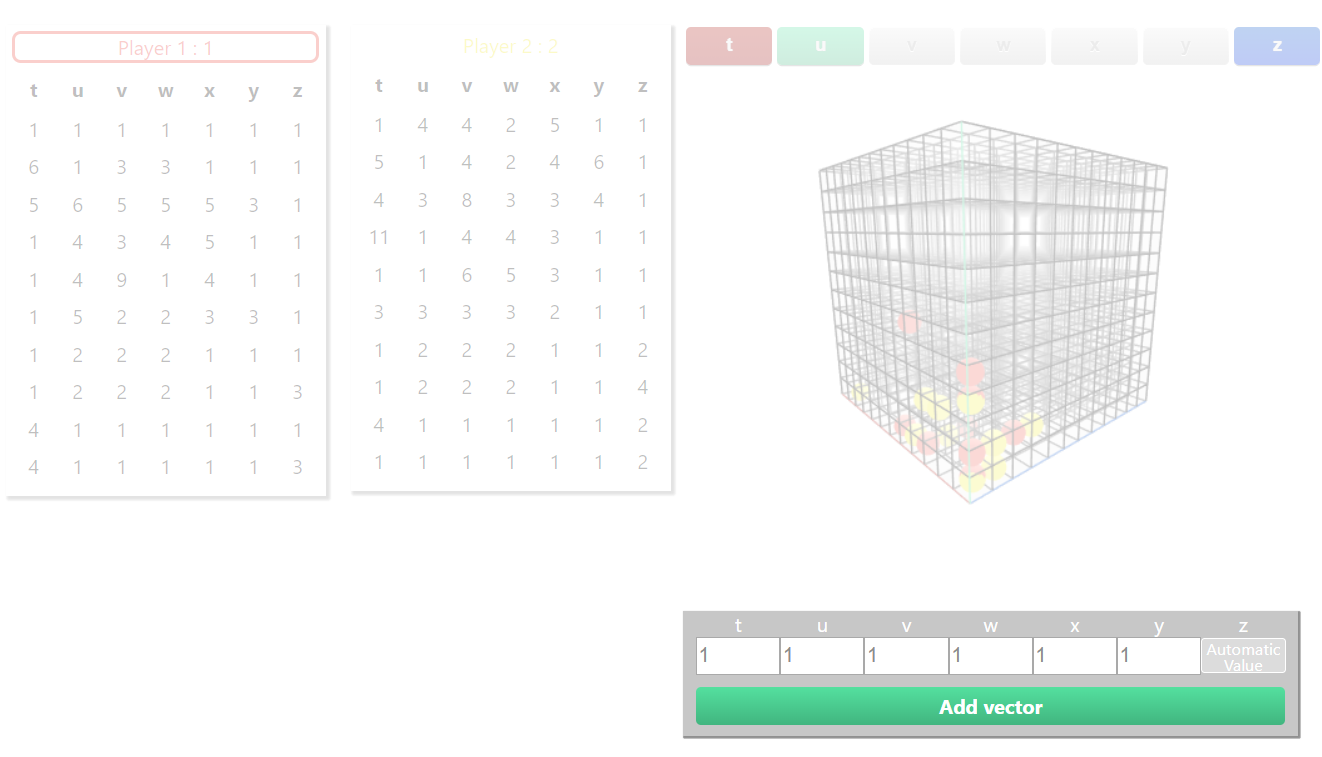 Player 1 : 1
t u v w x y z
1 1 1 1 1 1 1
6 1 3 3 1 1 1
5 6 5 5 5 3 1
1 4 3 4 5 1 1
1 4 9 1 4 1 1
1 5 2 2 3 3 1
1 2 2 2 1 1 1
1 2 2 2 1 1 3
4 1 1 1 1 1 1
4 1 1 1 1 1 3
Player 2 : 2
t u v w x y z
1 4 4 2 5 1 1
5 1 4 2 4 6 1
4 3 8 3 3 4 1
11 1 4 4 3 1 1
1 1 6 5 3 1 1
3 3 3 3 2 1 1
1 2 2 2 1 1 2
1 2 2 2 1 1 4
4 1 1 1 1 1 2
1 1 1 1 1 1 2
t u v w x y z
t u v w x y z
1 1 1 1 1 1 Automatic
Value
Add vector